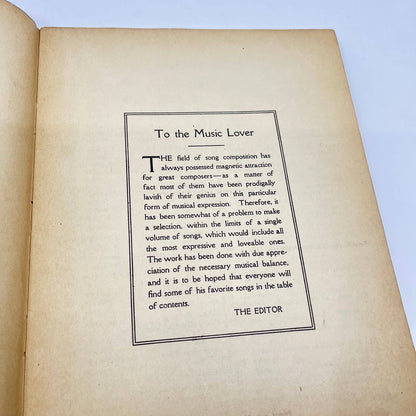 To the Music Lover
THE field of song composition has
always possessed magnetic attraction
for great composers—as a matter of
fact most of them have been prodigally
lavish of their genius on this particular
form of musical expression. Therefore, it
has been somewhat of a problem to make
a selection, within the limits of a single
volume of songs, which would include all
the most expressive and loveable ones.
The work has been done with due appre-
ciation of the necessary musical balance,
and it is to be hoped that everyone will
find some of his favorite songs in the table
of contents.
THE EDITOR